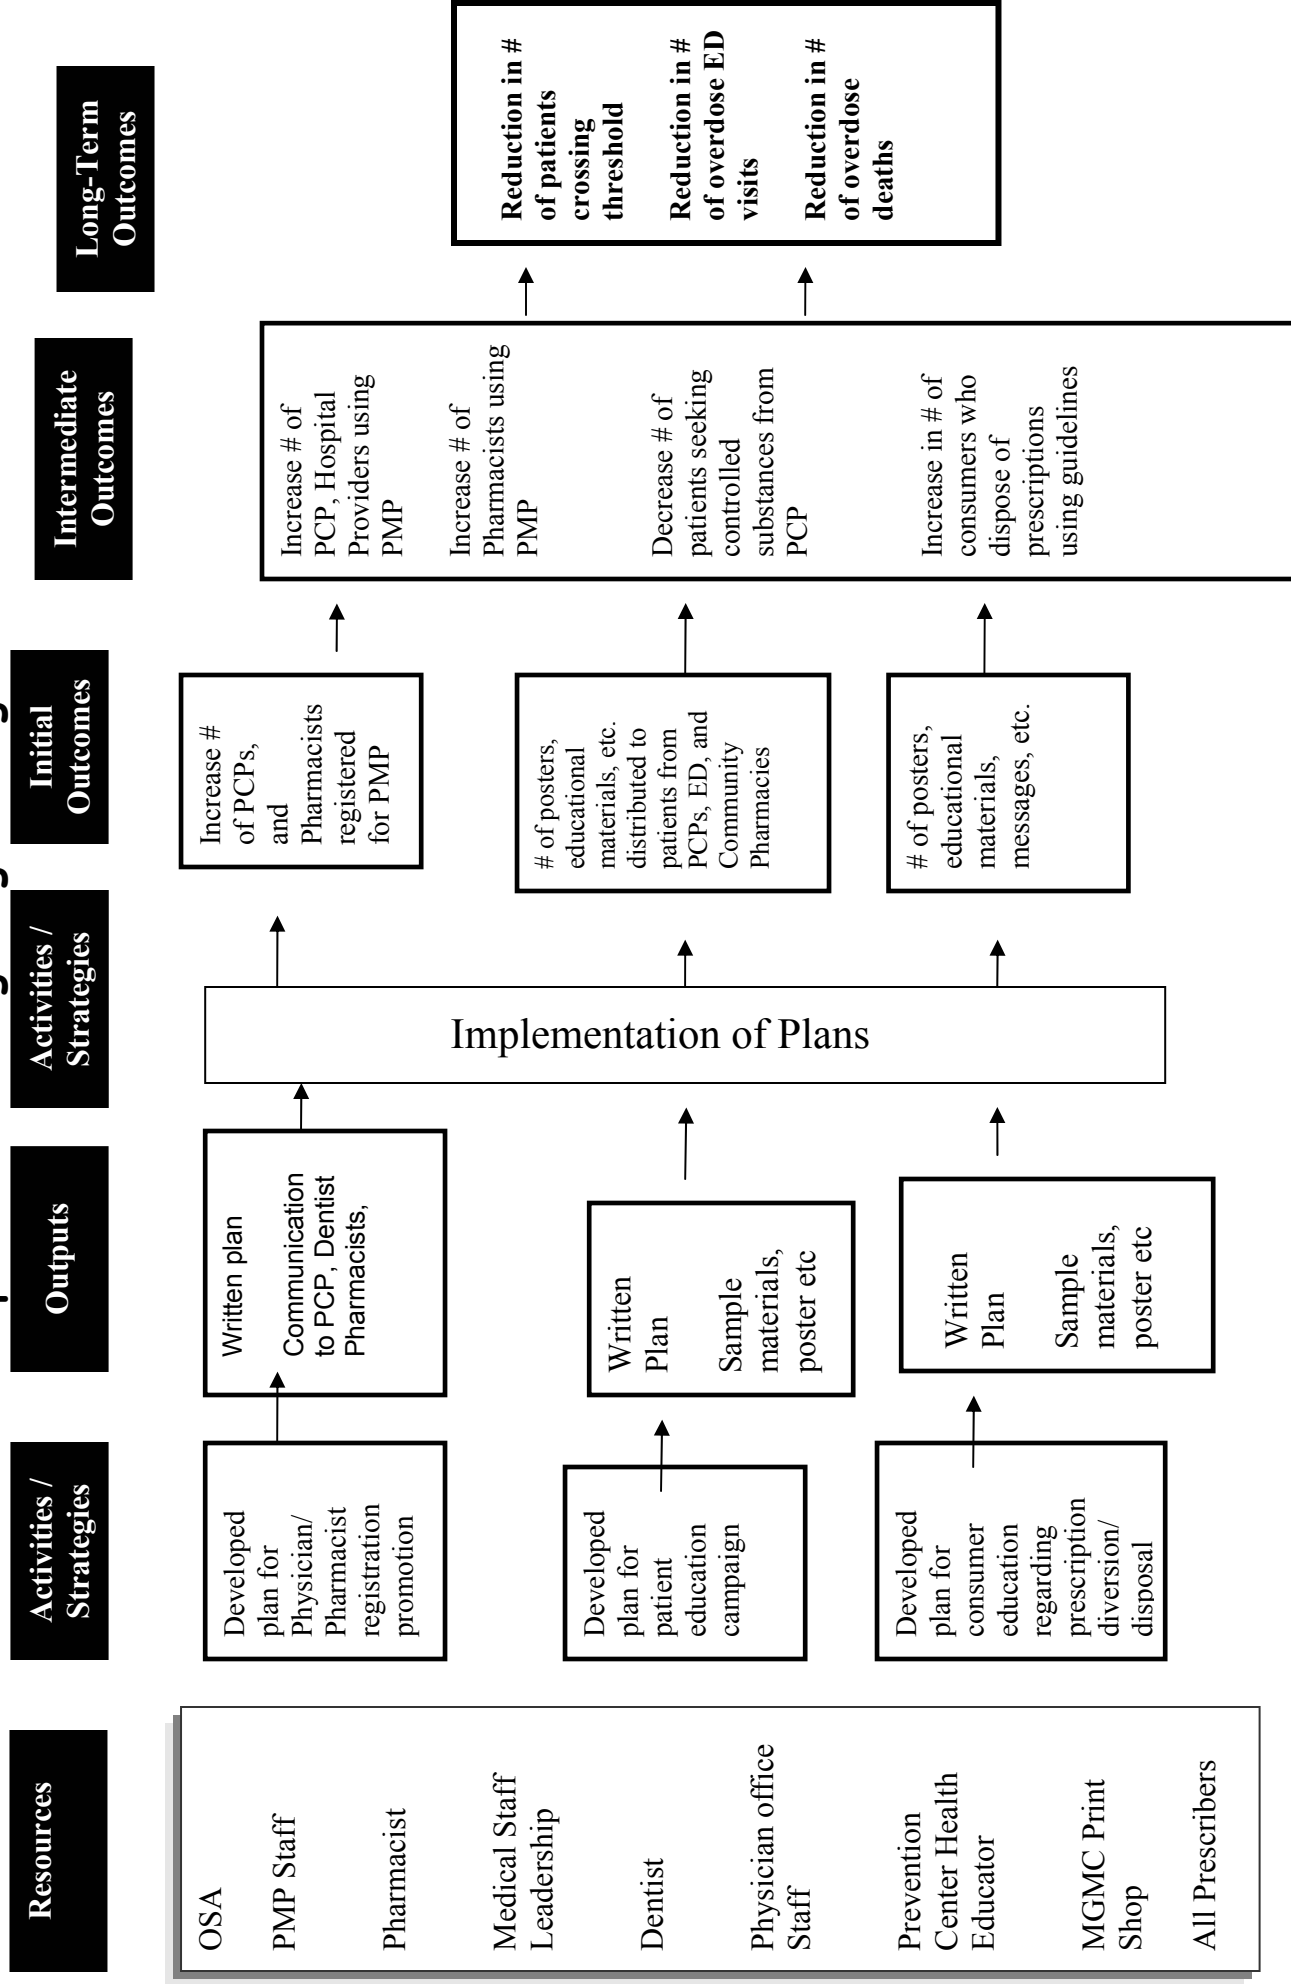 Resources
OSA
PMP Staff
Pharmacist
Medical Staff
Leadership
Dentist
Physician office
Staff
Prevention
Center Health
Educator
MGMC Print
Shop
All Prescribers
Activities /
Strategies
Developed
plan for
Physician/
Pharmacist
registration
promotion
Developed
plan for
patient
education
campaign
Developed
plan for
consumer
education
regarding
prescription
diversion/
disposal
Outputs
Written plan
Communication
to PCP, Dentist
Pharmacists,
Written
Plan
Sample
materials,
poster etc
Written
Plan
Sample
materials,
poster etc
Activities /
Strategies
Implementation of Plans
Initial
Outcomes
Increase #
of PCPs,
and
Pharmacists
registered
for PMP
# of posters,
educational
materials, etc.
distributed to
patients from
PCPs, ED, and
Community
Pharmacies
# of posters,
educational
materials,
messages, etc.
Intermediate
Outcomes
Increase # of
PCP, Hospital
Providers using
PMP
Increase # of
Pharmacists using
PMP
Decrease # of
patients seeking
controlled
substances from
PCP
Increase in # of
consumers who
dispose of
prescriptions
using guidelines
Long-Term
Outcomes
Reduction in #
of patients
crossing
threshold
Reduction in #
of overdose ED
visits
Reduction in #
of overdose
deaths